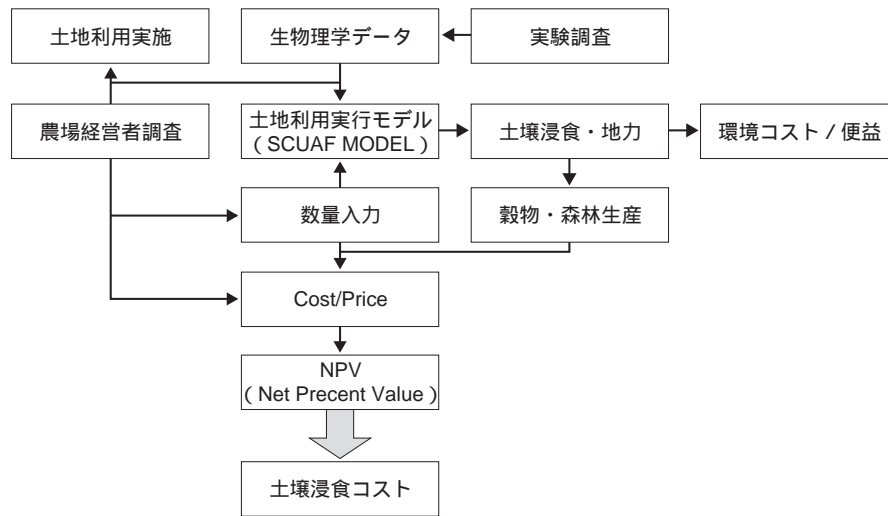 土地利用実施
生物理学データ
実験調査
農場経営者調査
土地利用実行モデル
( SCUAF MODEL )
土壌浸食・地力
環境コスト / 便益
数量入力
穀物・森林生産
Cost/Price
NPV
( Net Precent Value )
土壌浸食コスト